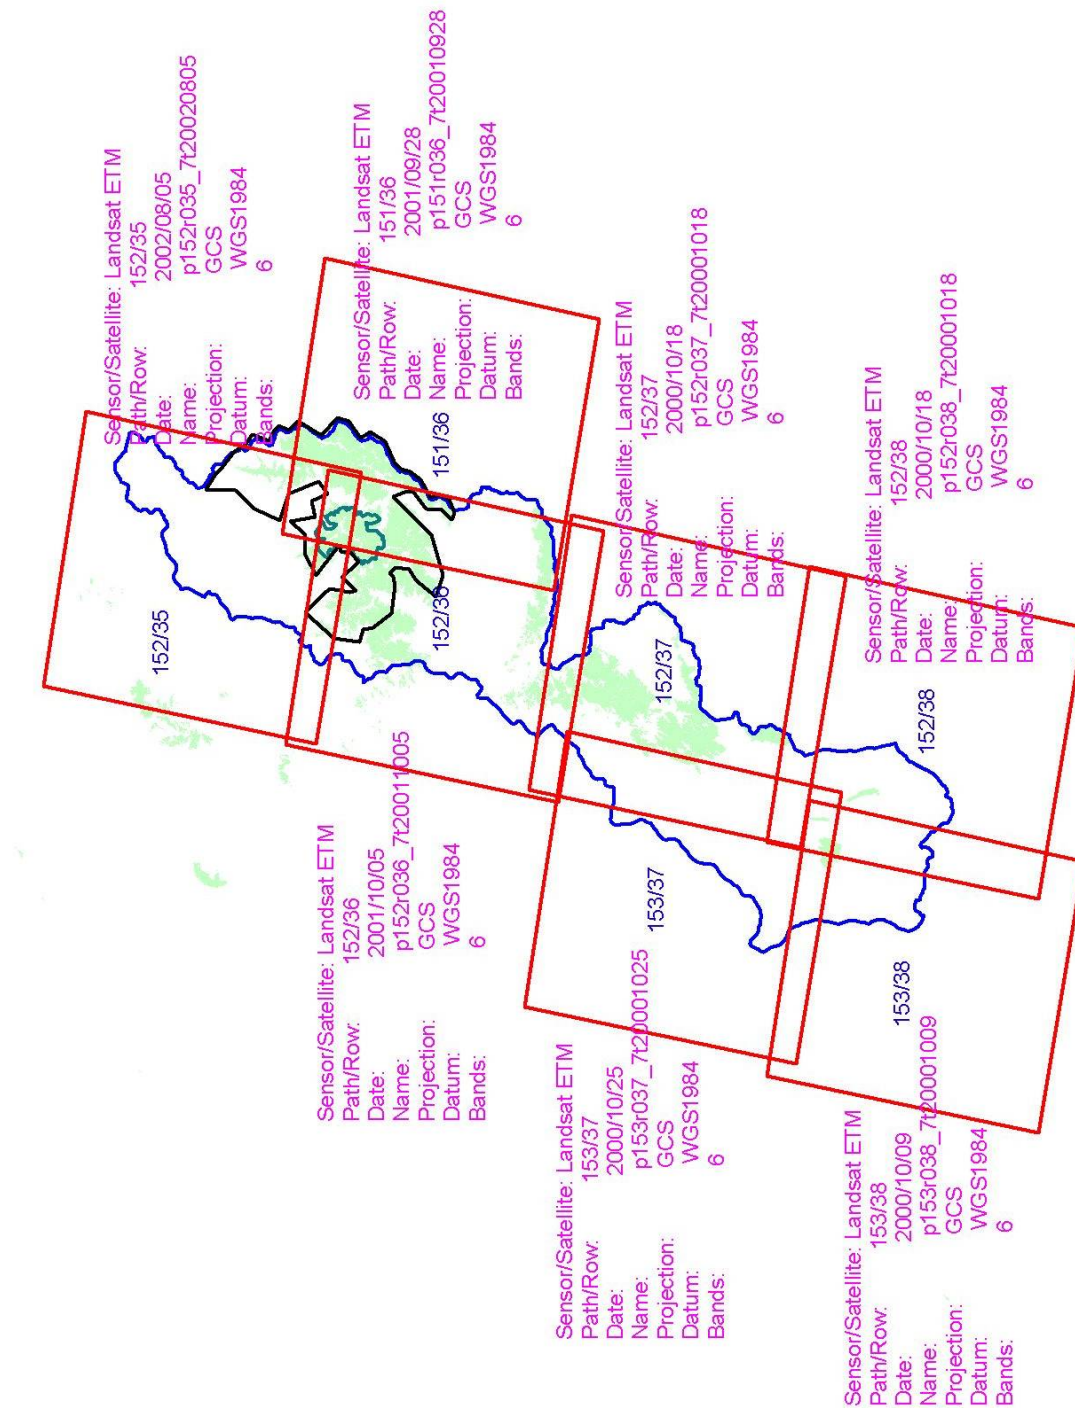 Sensor/Satellite: Landsat ETM
Path/Row: 152/35
Date: 2002/08/05
Name: p152r035_7t20020805
Projection: GCS
Datum: WGS1984
Bands: 6
Sensor/Satellite: Landsat ETM
Path/Row: 151/36
Date: 2001/09/28
Name: p151r036_7t20010928
Projection: GCS
Datum: WGS1984
Bands: 6
152/35
151/36
152/36
Sensor/Satellite: Landsat ETM
Path/Row: 152/36
Date: 2001/10/05
Name: p152r036_7t20011005
Projection: GCS
Datum: WGS1984
Bands: 6
Sensor/Satellite: Landsat ETM
Path/Row: 152/37
Date: 2000/10/18
Name: p152r037_7t20001018
Projection: GCS
Datum: WGS1984
Bands: 6
152/37
153/37
Sensor/Satellite: Landsat ETM
Path/Row: 153/37
Date: 2000/10/25
Name: p153r037_7t20001025
Projection: GCS
Datum: WGS1984
Bands: 6
Sensor/Satellite: Landsat ETM
Path/Row: 152/38
Date: 2000/10/18
Name: p152r038_7t20001018
Projection: GCS
Datum: WGS1984
Bands: 6
152/38
153/38
Sensor/Satellite: Landsat ETM
Path/Row: 153/38
Date: 2000/10/09
Name: p153r038_7t20001009
Projection: GCS
Datum: WGS1984
Bands: 6